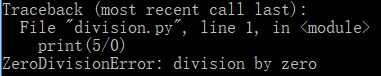 Traceback (most recent call last):
  File "division.py", line 1, in <module>
    print(5/0)
ZeroDivisionError: division by zero